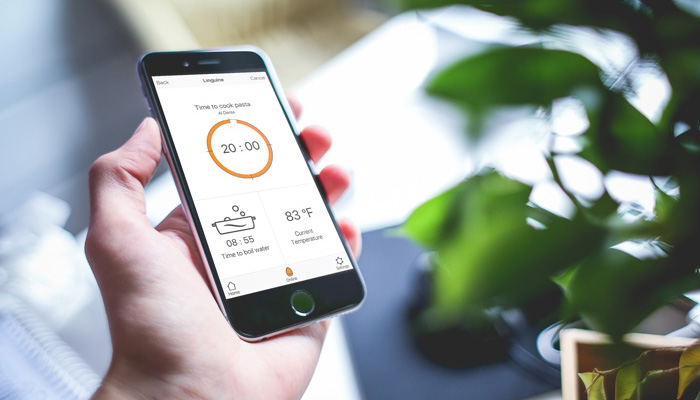 Back Linguine Cancel
Time to cook pasta
Al Dente
20 : 00
08 : 55
Time to boil water
83 °F
Current
Temperature
Home
Online
Settings